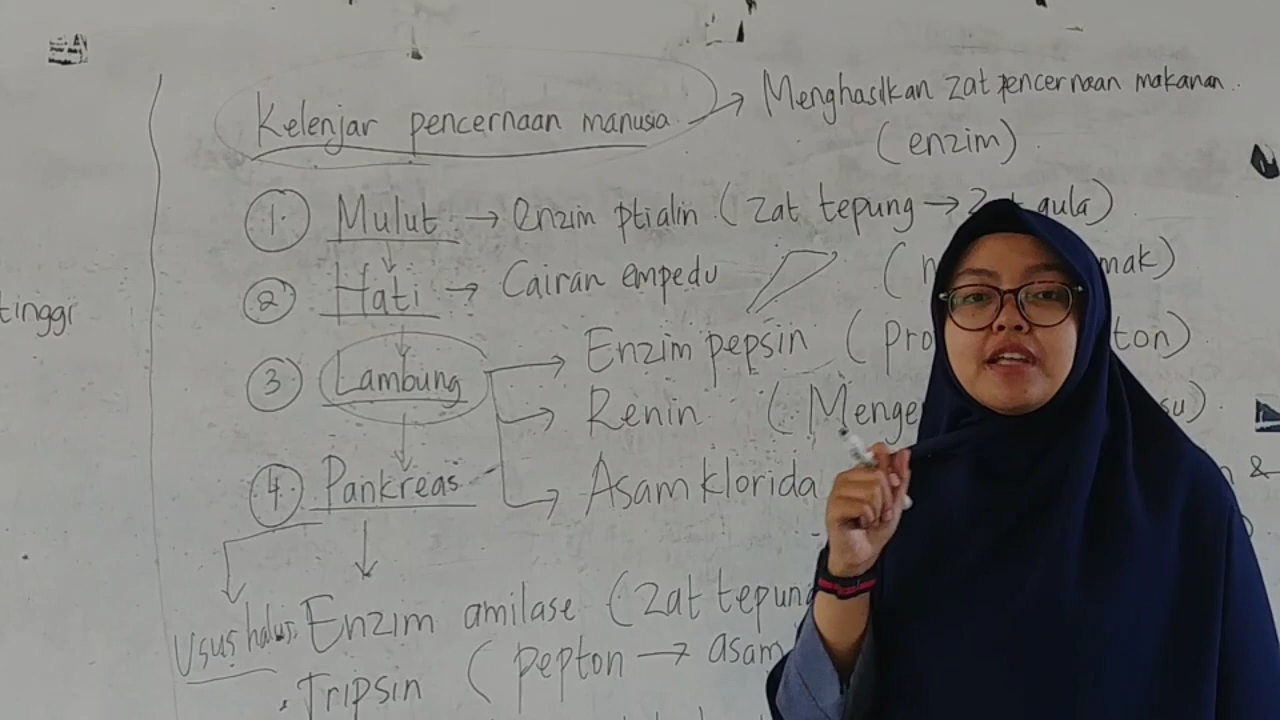 Kelenjar pencernaan manusia → Menghasilkan zat pencernaan makanan.
(enzim).
1. Mulut → enzim ptialin (zat tepung → gula)
2. Hati → Cairan empedu
3. Lambung → Enzim pepsin
→ Renin
→ Asam klorida
4. Pankreas
tinggi
&
Usus halus, Enzim amilase (zat tepung
. Tripsin (pepton → asam